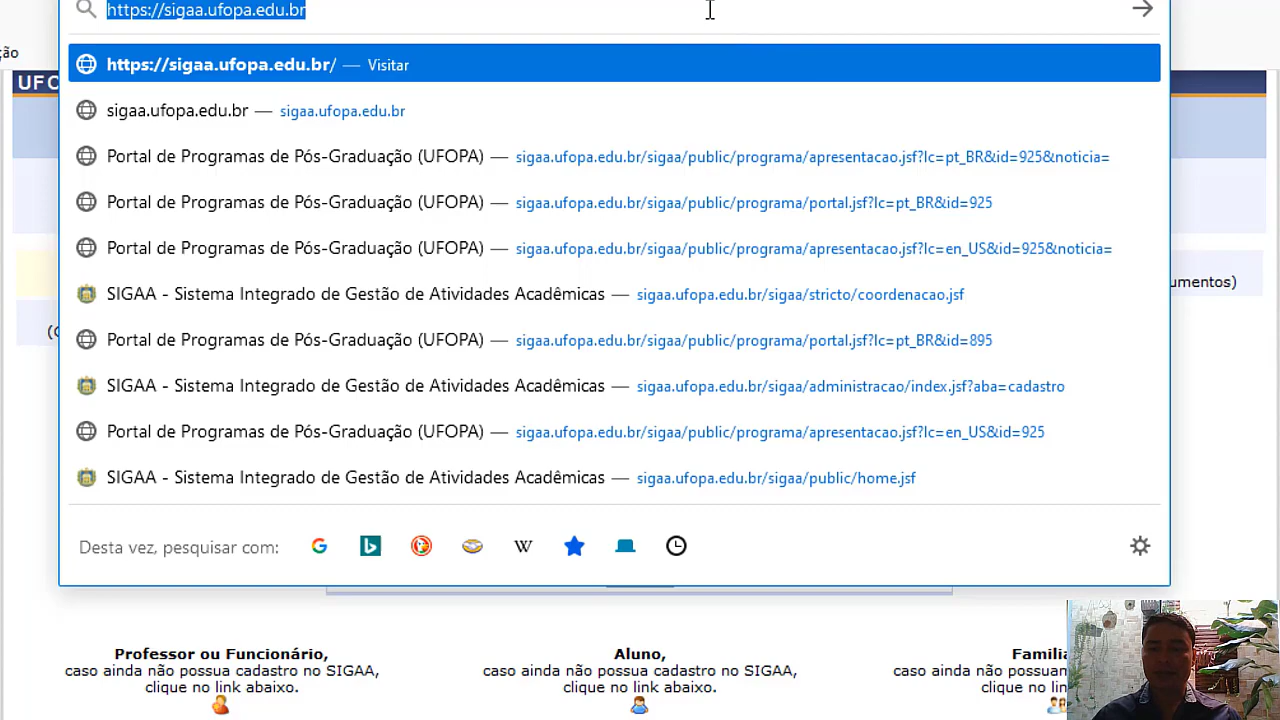 https://sigaa.ufopa.edu.br
ção
https://sigaa.ufopa.edu.br/ — Visitar
UFO
sigaa.ufopa.edu.br — sigaa.ufopa.edu.br
Portal de Programas de Pós-Graduação (UFOPA) — sigaa.ufopa.edu.br/sigaa/public/programa/apresentacao.jsf?lc=pt_BR&id=925&noticia=
Portal de Programas de Pós-Graduação (UFOPA) — sigaa.ufopa.edu.br/sigaa/public/programa/portal.jsf?lc=pt_BR&id=925
Portal de Programas de Pós-Graduação (UFOPA) — sigaa.ufopa.edu.br/sigaa/public/programa/apresentacao.jsf?lc=en_US&id=925&noticia=
SIGAA - Sistema Integrado de Gestão de Atividades Acadêmicas — sigaa.ufopa.edu.br/sigaa/stricto/coordenacao.jsf
umentos)
Portal de Programas de Pós-Graduação (UFOPA) — sigaa.ufopa.edu.br/sigaa/public/programa/portal.jsf?lc=pt_BR&id=895
SIGAA - Sistema Integrado de Gestão de Atividades Acadêmicas — sigaa.ufopa.edu.br/sigaa/administracao/index.jsf?aba=cadastro
Portal de Programas de Pós-Graduação (UFOPA) — sigaa.ufopa.edu.br/sigaa/public/programa/apresentacao.jsf?lc=en_US&id=925
SIGAA - Sistema Integrado de Gestão de Atividades Acadêmicas — sigaa.ufopa.edu.br/sigaa/public/home.jsf
Desta vez, pesquisar com:
Professor ou Funcionário,
caso ainda não possua cadastro no SIGAA,
clique no link abaixo.
Aluno,
caso ainda não possua cadastro no SIGAA,
clique no link abaixo.
Familia
caso ainda não possuam
clique no li